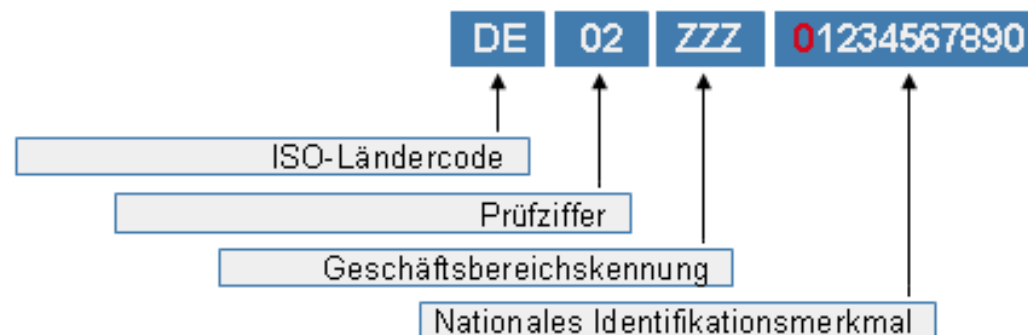 DE 02 ZZZ 01234567890
ISO-Ländercode
Prüfziffer
Geschäftsbereichskennung
Nationales Identifikationsmerkmal